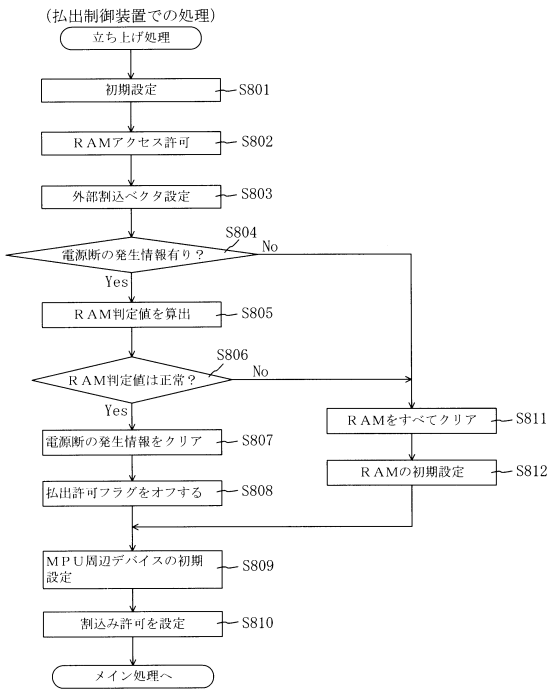 (払出制御装置での処理)
立ち上げ処理
初期設定
S801
RAMアクセス許可
S802
外部割込ベクタ設定
S803
S804
電源断の発生情報有り?
No
Yes
RAM判定値を算出
S805
S806
RAM判定値は正常?
No
Yes
RAMをすべてクリア
S811
電源断の発生情報をクリア
S807
RAMの初期設定
S812
払出許可フラグをオフする
S808
MPU周辺デバイスの初期
設定
S809
割込み許可を設定
S810
メイン処理へ